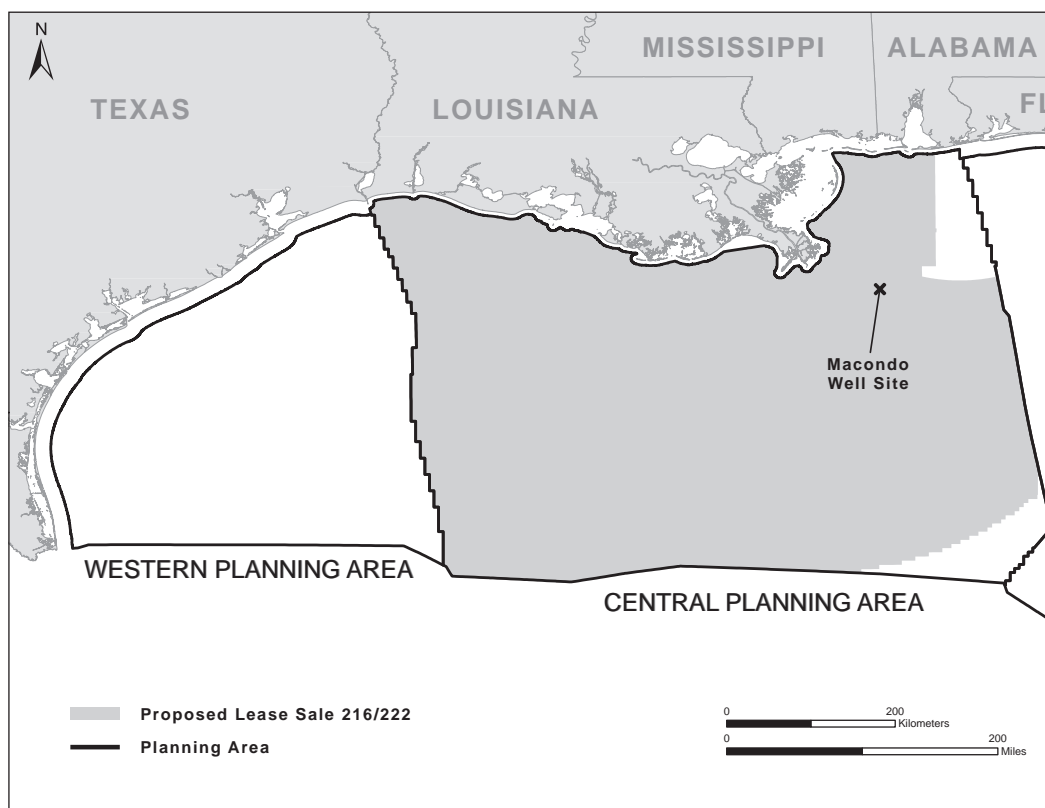 N
MISSISSIPPI
ALABAMA
TEXAS
LOUISIANA
FL
Macondo
Well Site
WESTERN PLANNING AREA
CENTRAL PLANNING AREA
Proposed Lease Sale 216/222
Planning Area
0 200
Kilometers
0 200
Miles